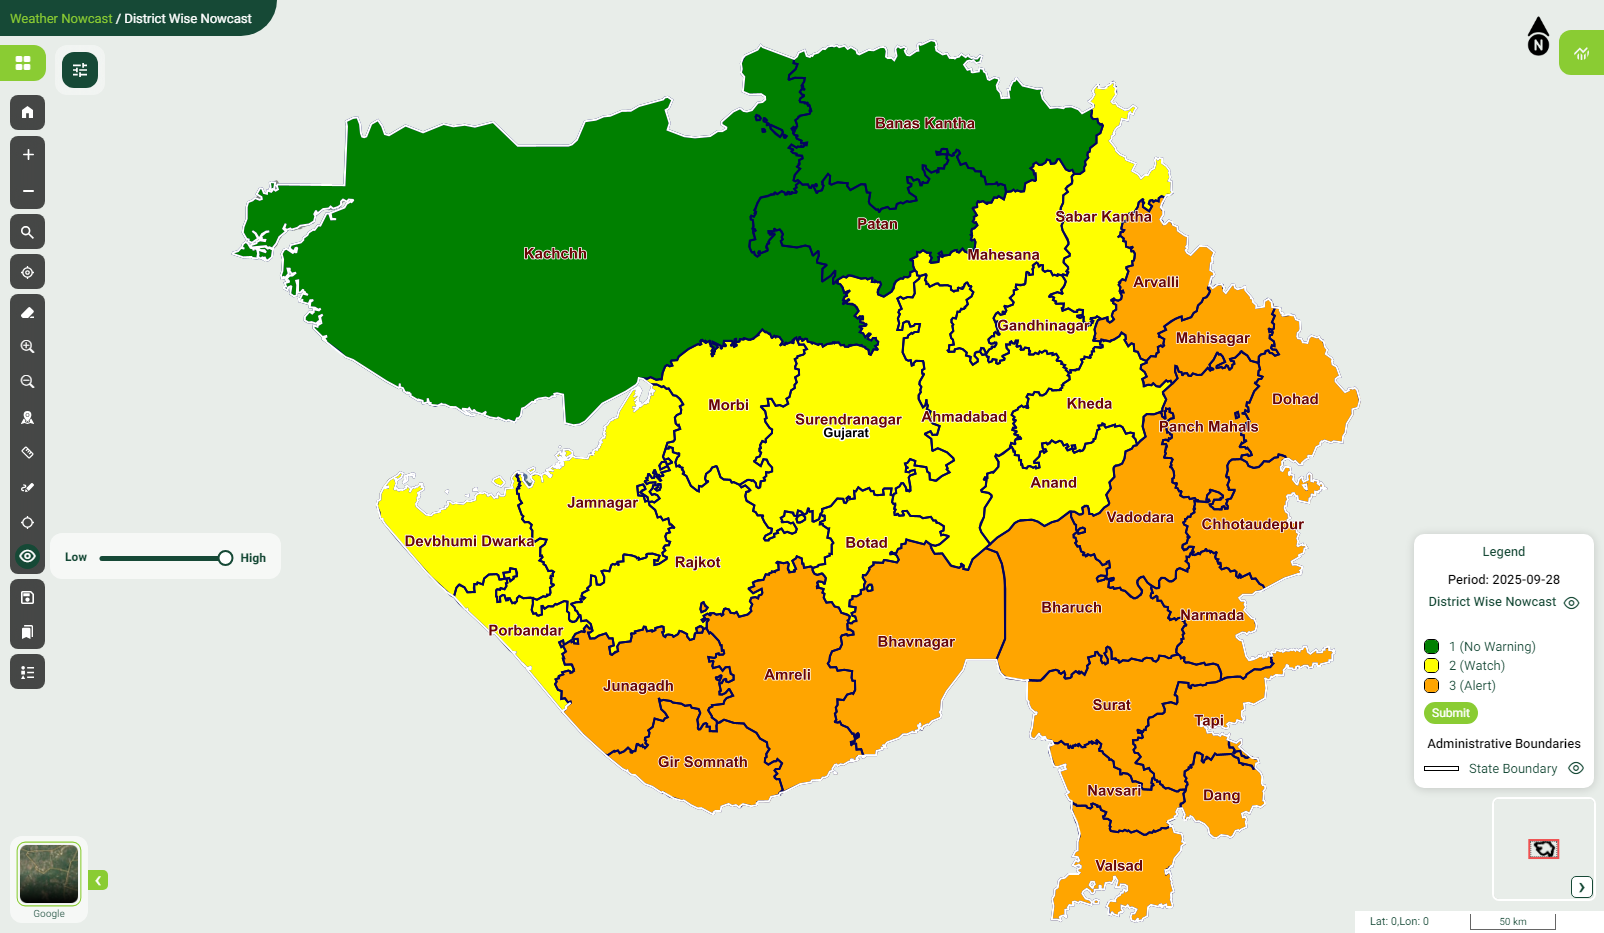 Weather Nowcast / District Wise Nowcast
N
Banas Kantha
Patan
Sabar Kantha
Kachchh
Mahesana
Arvalli
Gandhinagar
Mahisagar
Morbi
Surendranagar
Gujarat
Ahmadabad
Kheda
Dohad
Panch Mahals
Anand
Jamnagar
Vadodara
Chhotaudepur
Devbhumi Dwarka
Botad
Rajkot
Low
High
Bharuch
Narmada
Porbandar
Bhavnagar
Junagadh
Amreli
Surat
Tapi
Gir Somnath
Navsari
Dang
Valsad
Legend
Period: 2025-09-28
District Wise Nowcast
1 (No Warning)
2 (Watch)
3 (Alert)
Submit
Administrative Boundaries
State Boundary
Google
Lat: 0,Lon: 0
50 km